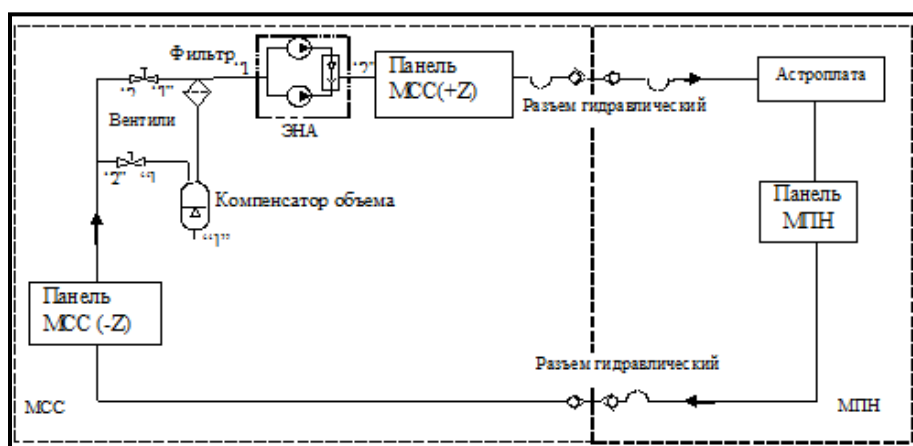 Фильтр
"1
"2"
Панель
МСС(+Z)
Астроплата
"2 "1"
Разъем гидравлический
Вентили
ЭНА
"2" "1
Компенсатор объема
Панель
МПН
"1"
Панель
МСС (-Z)
Разъем гидравлический
МСС
МПН